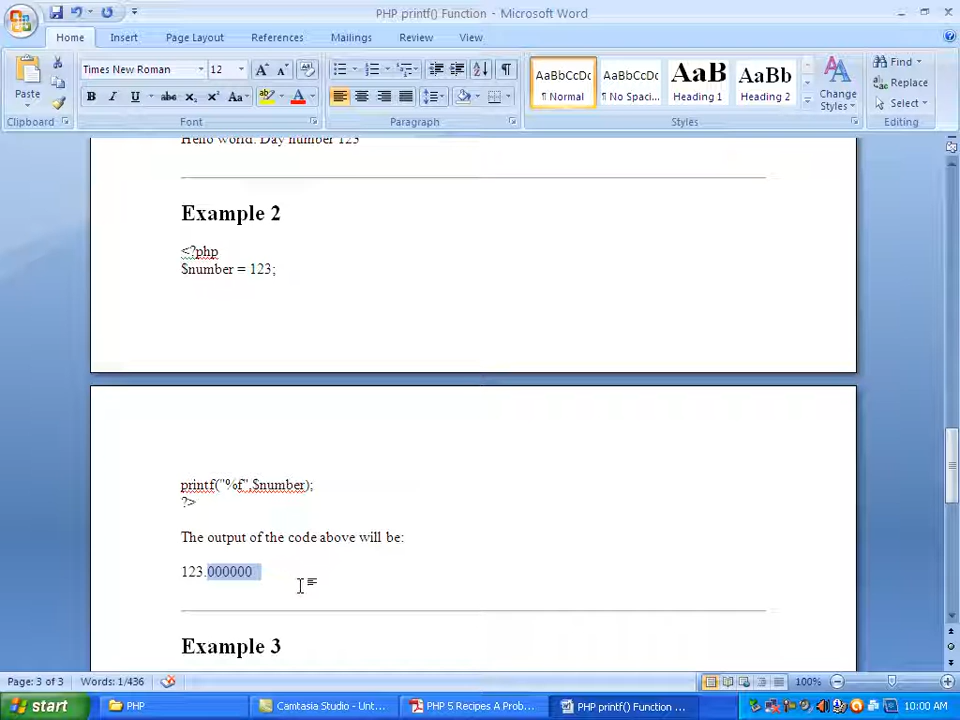 PHP printf() Function - Microsoft Word
Home Insert Page Layout References Mailings Review View
Times New Roman 12
Paste
Clipboard Font Paragraph Styles Editing
AaBbCcDc AaBbCcDc AaB AaBb
¶ Normal ¶ No Spaci... Heading 1 Heading 2
Change Styles
Find
Replace
Select
Hello world. Day number 123
Example 2
<?php
$number = 123;
printf("%f",$number);
?>
The output of the code above will be:
123.000000
Example 3
Page: 3 of 3 Words: 1/436 100%
start PHP Camtasia Studio - Unt... PHP 5 Recipes A Prob... PHP printf() Function ... 10:00 AM